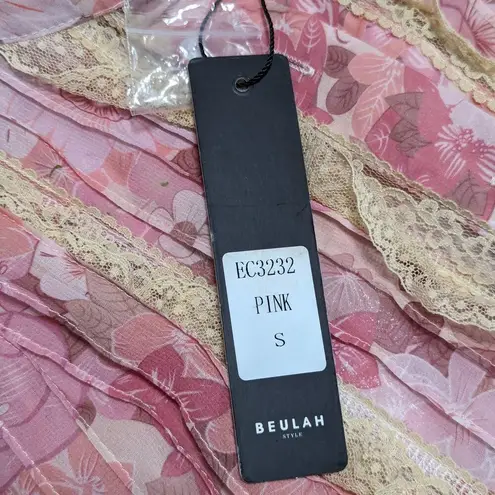 EC3232
PINK
S
BEULAH
STYLE